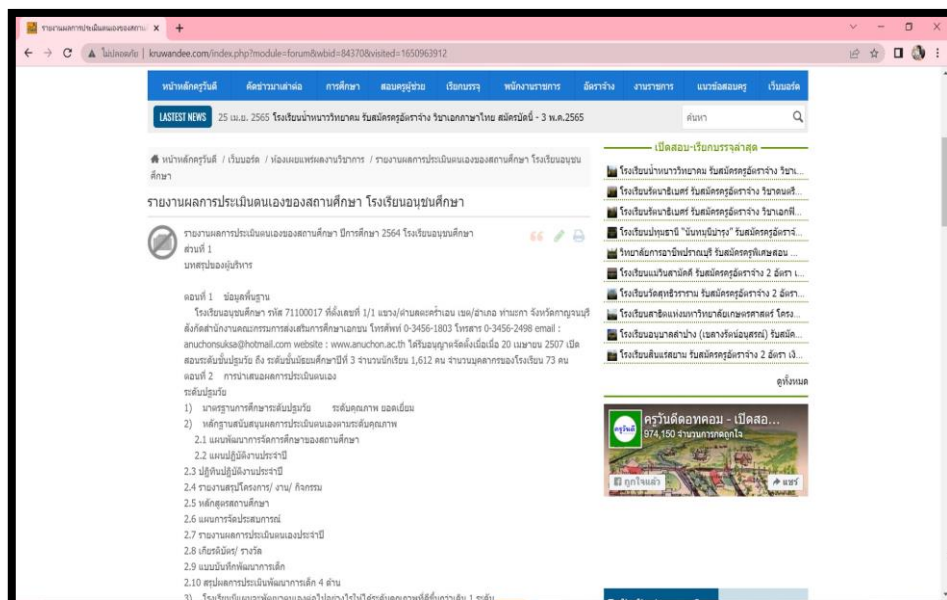 รายงานผลการประเมินตนเองของสถานะ
ไม่ปลอดภัย
kruwandee.com/index.php?module=forum&wbid=84370&visited=1650963912
หน้าหลักครูวันดี คัดข่าวมาเล่าต่อ การศึกษา สอบครูผู้ช่วย เรียกบรรจุ พนักงานราชการ อัตราจ้าง งานราชการ แนวข้อสอบครู เว็บบอร์ด
LASTEST NEWS 25 เม.ย. 2565 โรงเรียนน้ำหนาววิทยาคม รับสมัครครูอัตราจ้าง วิชาเอกภาษาไทย สมัครบัดนี้ - 3 พ.ค.2565
ค้นหา
หน้าหลักครูวันดี / เว็บบอร์ด / ห้องเผยแพร่ผลงานวิชาการ / รายงานผลการประเมินตนเองของสถานศึกษา โรงเรียนอนุชน
ศึกษา
รายงานผลการประเมินตนเองของสถานศึกษา โรงเรียนอนุชนศึกษา
รายงานผลการประเมินตนเองของสถานศึกษา ปีการศึกษา 2564 โรงเรียนอนุชนศึกษา
ส่วนที่ 1
บทสรุปของผู้บริหาร
ตอนที่ 1 ข้อมูลพื้นฐาน
โรงเรียนอนุชนศึกษา รหัส 71100017 ที่ตั้งเลขที่ 1/1 แขวง/ตำบลตะคร้ำเอน เขต/อำเภอ ท่ามะกา จังหวัดกาญจนบุรี
สังกัดสำนักงานคณะกรรมการส่งเสริมการศึกษาเอกชน โทรศัพท์ 0-3456-1803 โทรสาร 0-3456-2498 email :
anuchonsuksa@hotmail.com website : www.anuchon.ac.th ได้รับอนุญาตจัดตั้งเมื่อเมื่อ 20 เมษายน 2507 เปิด
สอนระดับชั้นปฐมวัย ถึง ระดับชั้นมัธยมศึกษาปีที่ 3 จำนวนนักเรียน 1,612 คน จำนวนบุคลากรของโรงเรียน 73 คน
ตอนที่ 2 การนำเสนอผลการประเมินตนเอง
ระดับปฐมวัย
1) มาตรฐานการศึกษาระดับปฐมวัย ระดับคุณภาพ ยอดเยี่ยม
2) หลักฐานสนับสนุนผลการประเมินตนเองตามระดับคุณภาพ
2.1 แผนพัฒนาการจัดการศึกษาของสถานศึกษา
2.2 แผนปฏิบัติงานประจำปี
2.3 ปฏิทินปฏิบัติงานประจำปี
2.4 รายงานสรุปโครงการ/ งาน/ กิจกรรม
2.5 หลักสูตรสถานศึกษา
2.6 แผนการจัดประสบการณ์
2.7 รายงานผลการประเมินตนเองประจำปี
2.8 เกียรติบัตร/ รางวัล
2.9 แบบบันทึกพัฒนาการเด็ก
2.10 สรุปผลการประเมินพัฒนาการเด็ก 4 ด้าน
3) โรงเรียนมีแผนจะพัฒนาตนเองต่อไปอย่างไรให้ได้ระดับคุณภาพที่ดีขึ้นกว่าเดิม 1 ระดับ
เปิดสอบ-เรียกบรรจุล่าสุด
โรงเรียนน้ำหนาววิทยาคม รับสมัครครูอัตราจ้าง วิชาเ...
โรงเรียนรัตนาธิเบศร์ รับสมัครครูอัตราจ้าง วิชาดนตรี...
โรงเรียนรัตนาธิเบศร์ รับสมัครครูอัตราจ้าง วิชาเอกฟิ...
โรงเรียนปทุมธานี "นันทมุนีบำรุง" รับสมัครครูอัตราจ้...
วิทยาลัยการอาชีพปราณบุรี รับสมัครครูพิเศษสอน ...
โรงเรียนแม่วินสามัคคี รับสมัครครูอัตราจ้าง 2 อัตรา เ...
โรงเรียนวัดสุทธิวราราม รับสมัครครูอัตราจ้าง 2 อัตรา...
โรงเรียนสาธิตแห่งมหาวิทยาลัยเกษตรศาสตร์ โครง...
โรงเรียนอนุบาลลำปาง (เขลางค์รัตน์อนุสรณ์) รับสมัค...
โรงเรียนสินแร่สยาม รับสมัครครูอัตราจ้าง 2 อัตรา เงิ...
ดูทั้งหมด
ครูวันดี
ครูวันดีดอทคอม - เปิดสอ...
974,150 จำนวนการกดถูกใจ
ถูกใจแล้ว
แชร์